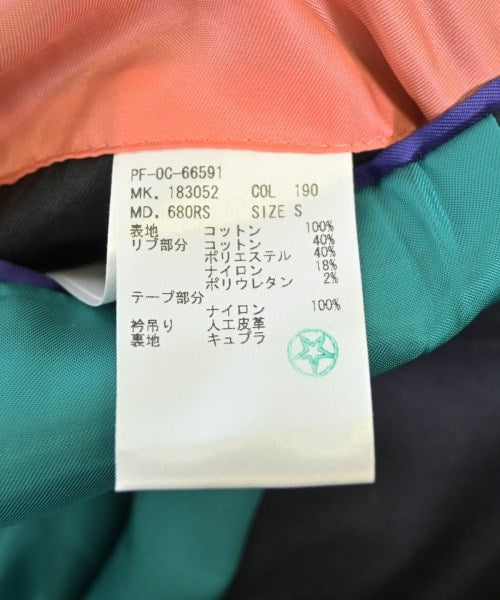 PF-OC-66591
MK. 183052 COL 190
MD. 680RS SIZE S
表地 コットン 100%
リブ部分 コットン 40%
ポリエステル 40%
ナイロン 18%
ポリウレタン 2%
テープ部分
ナイロン 100%
衿吊り 人工皮革
裏地 キュプラ